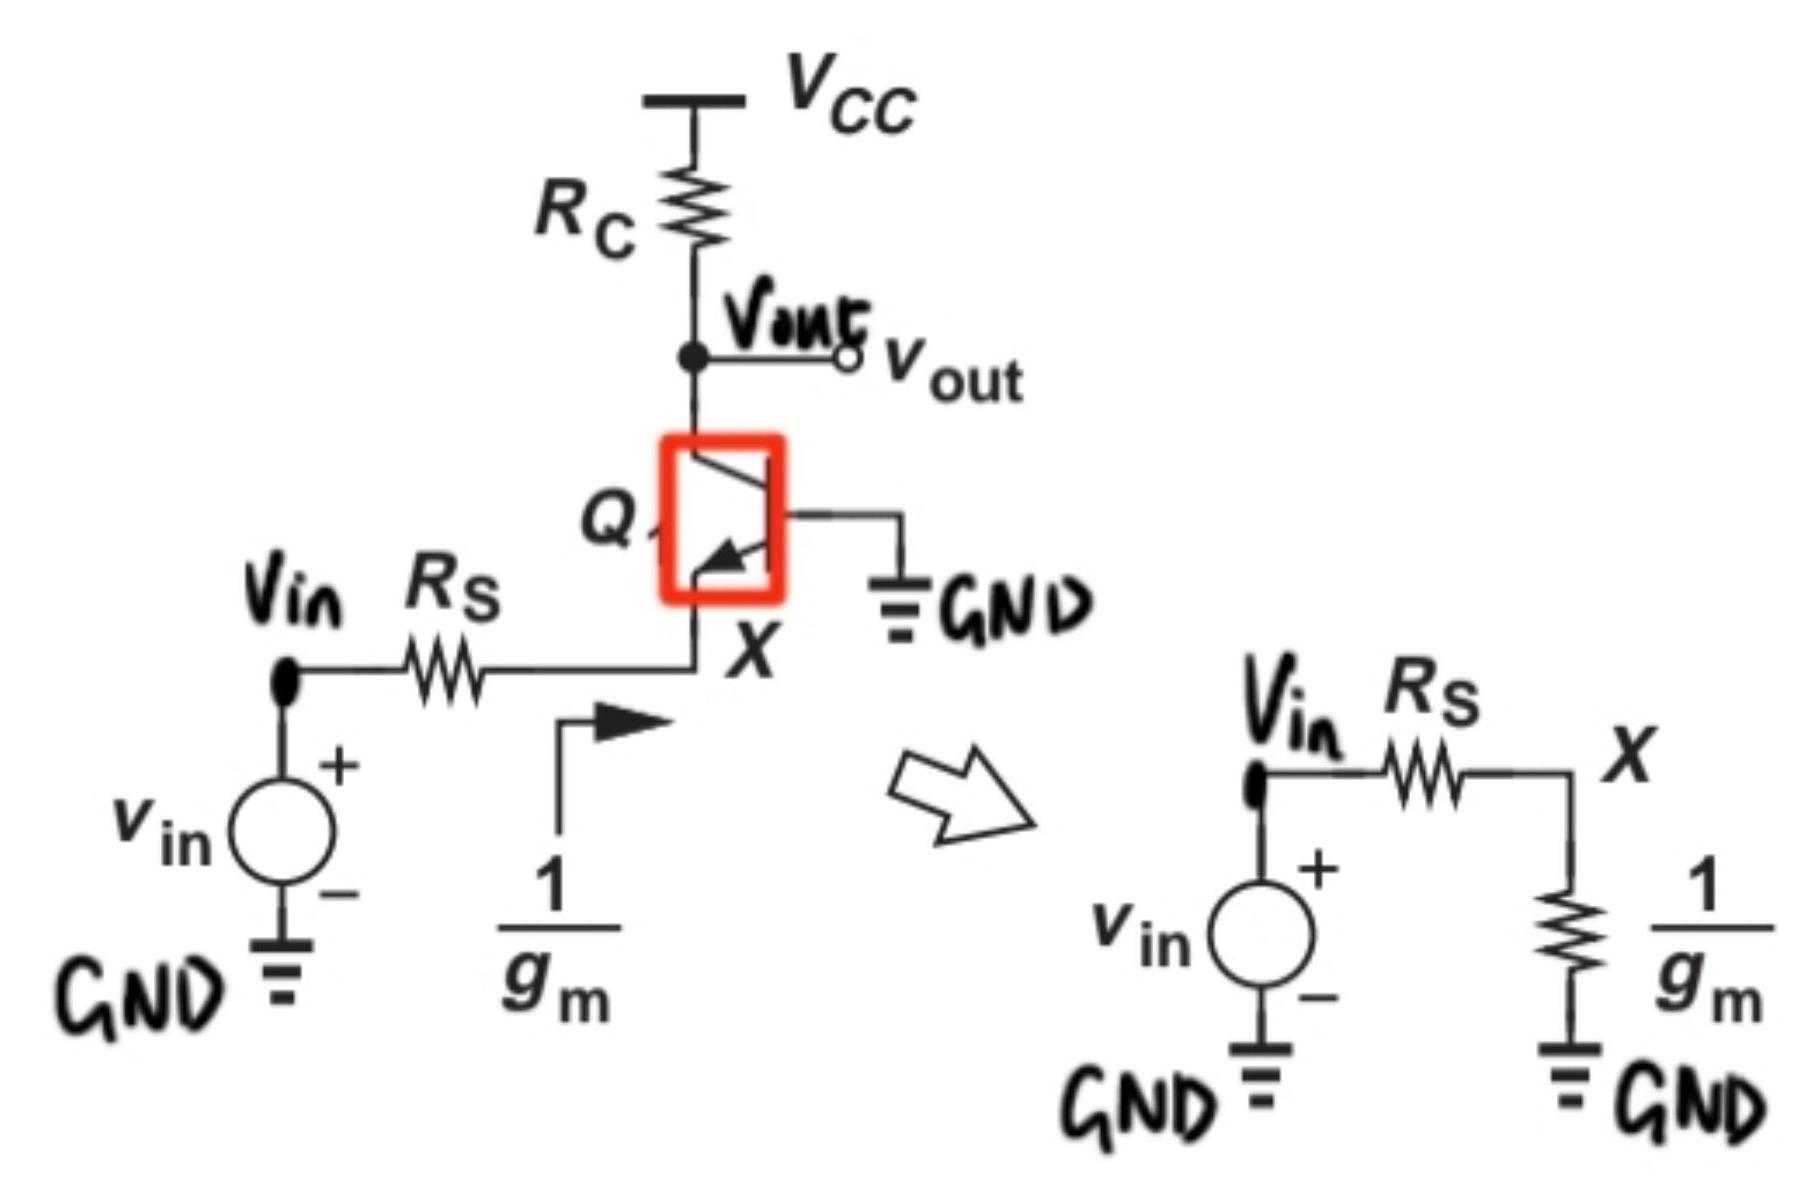 VCC
RC
Vout
vout
Q
GND
Vin
RS
X
+
vin
−
GND
1
gm
Vin
RS
X
+
vin
−
GND
1
gm
GND